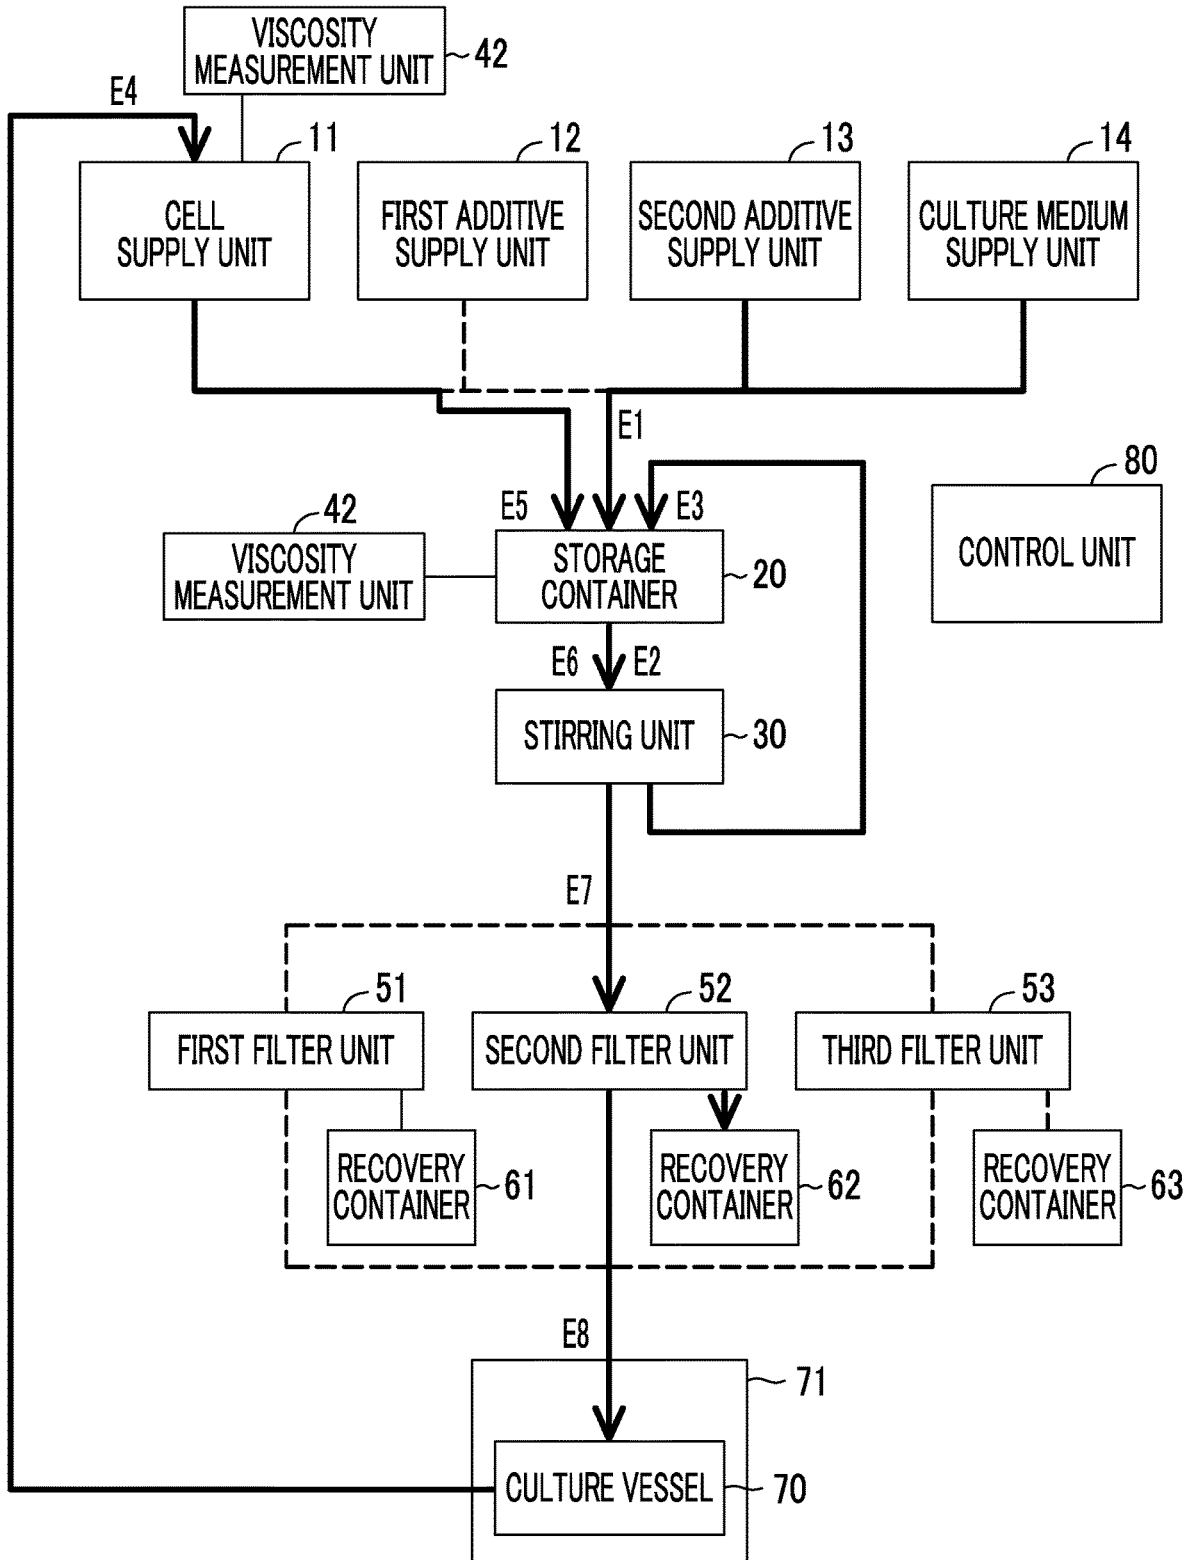 VISCOSITY
MEASUREMENT UNIT
42
E4
11
12
13
14
CELL
SUPPLY UNIT
FIRST ADDITIVE
SUPPLY UNIT
SECOND ADDITIVE
SUPPLY UNIT
CULTURE MEDIUM
SUPPLY UNIT
E1
80
E5
E3
42
VISCOSITY
MEASUREMENT UNIT
STORAGE
CONTAINER
20
CONTROL UNIT
E6
E2
STIRRING UNIT
30
E7
51
52
53
FIRST FILTER UNIT
SECOND FILTER UNIT
THIRD FILTER UNIT
RECOVERY
CONTAINER
61
RECOVERY
CONTAINER
62
RECOVERY
CONTAINER
63
E8
71
CULTURE VESSEL
70